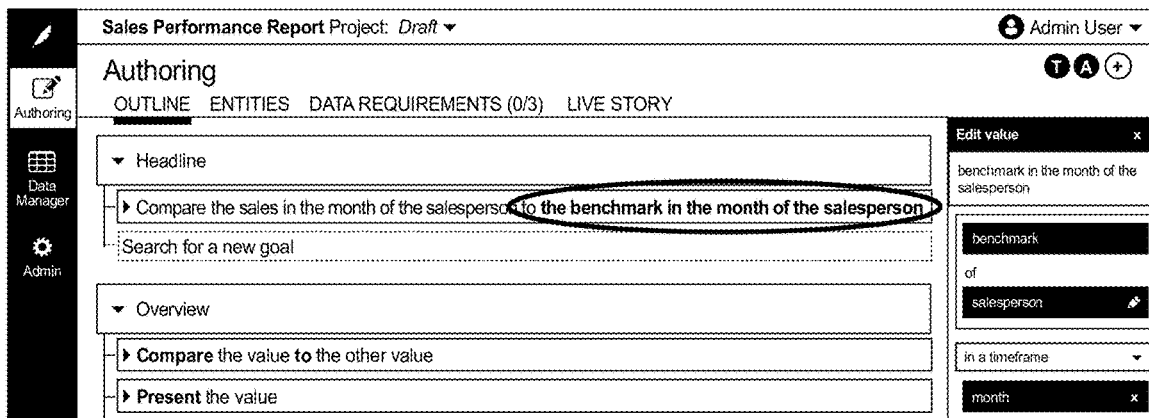 Sales Performance Report Project: Draft
Admin User
Authoring
T A +
OUTLINE ENTITIES DATA REQUIREMENTS (0/3) LIVE STORY
Authoring
Data
Manager
Admin
Headline
Compare the sales in the month of the salesperson to the benchmark in the month of the salesperson
Search for a new goal
Overview
Compare the value to the other value
Present the value
Edit value x
benchmark in the month of the
salesperson
benchmark
of
salesperson
in a timeframe
month x